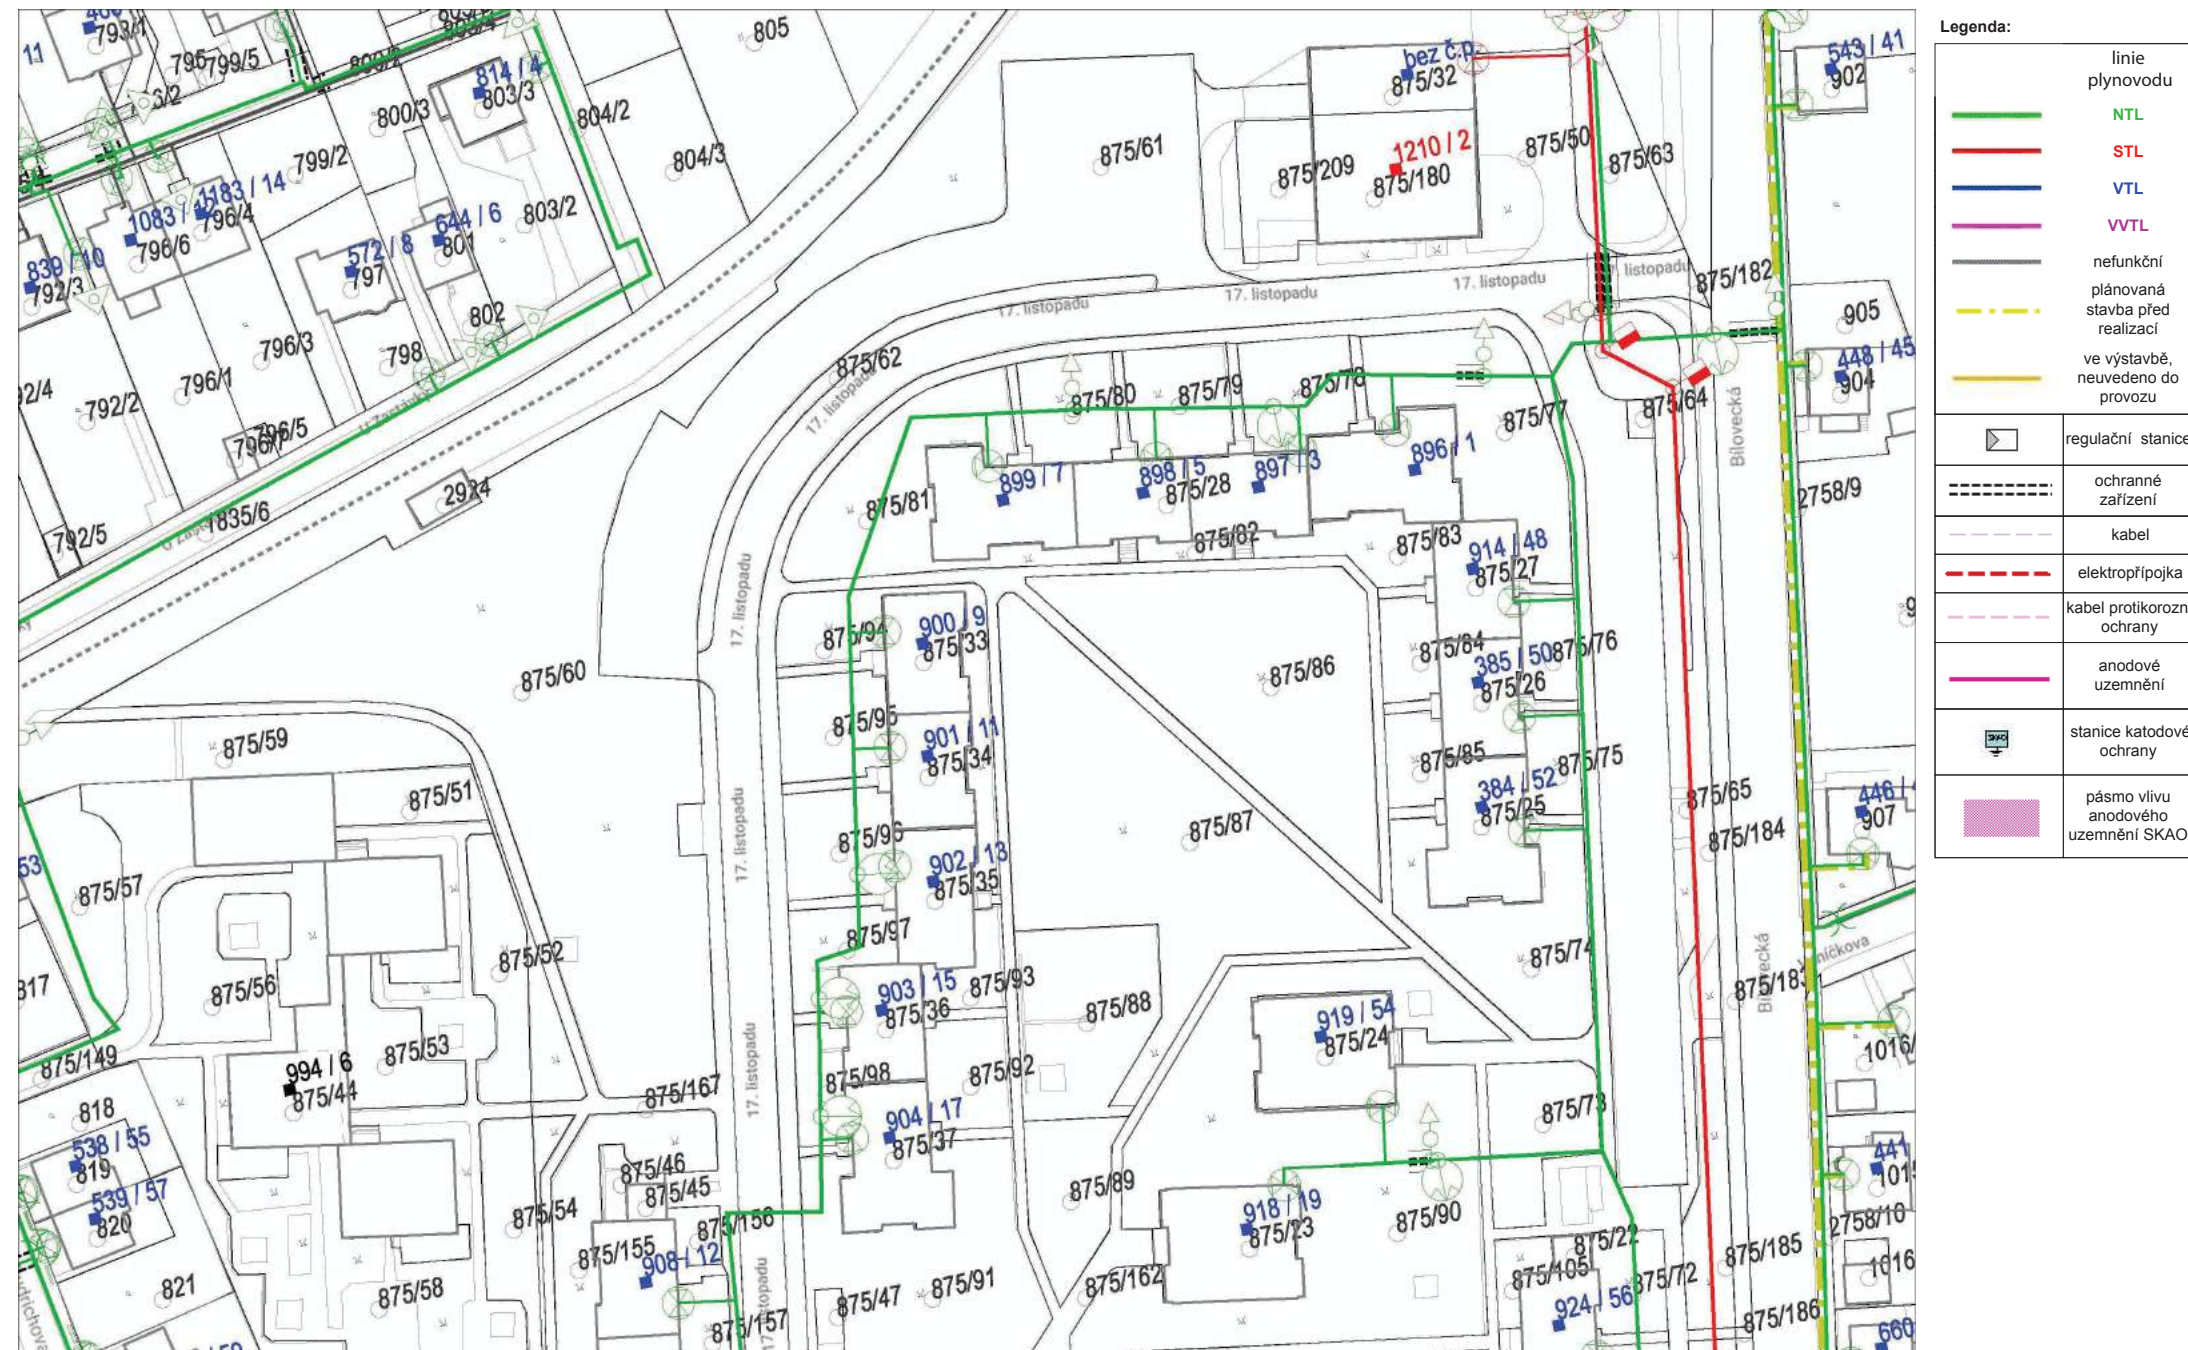 Legenda:
linie
plynovodu
NTL
STL
VTL
VVTL
nefunkční
plánovaná
stavba před
realizací
ve výstavbě,
neuvedeno do
provozu
regulační stanice
ochranné
zařízení
kabel
elektropřípojka
kabel protikorozn
ochrany
anodové
uzemnění
stanice katodové
ochrany
pásmo vlivu
anodového
uzemnění SKAO
11
793/1
799/5
800/3
814 / 4
803/3
804/2
804/3
805
799/2
1183 / 14
796/4
796/6
644 / 6
801
803/2
572 / 8
797
839 / 10
792/3
802
798
796/3
796/1
792/2
792/5
1835/6
2924
875/61
bez č.p.
875/32
1210 / 2
875/180
875/209
875/50
875/63
543 / 41
902
17. listopadu
17. listopadu
17. listopadu
listopadu
875/182
905
448 / 45
904
875/62
17. listopadu
875/80
875/79
875/78
875/77
875/64
Bílovecká
899 / 7
898 / 5
875/28
897 / 3
896 / 1
875/81
875/82
875/83
914 / 48
875/27
2758/9
17. listopadu
875/94
900 / 9
875/33
875/86
875/84
385 / 50
875/26
875/76
875/60
875/95
901 / 11
875/34
875/85
384 / 52
875/25
875/75
875/65
875/184
446 /
907
875/59
875/51
17. listopadu
875/96
902 / 13
875/35
875/87
53
875/57
875/97
875/52
875/56
817
903 / 15
875/36
875/93
875/88
875/74
Bílovecká
875/183
875/149
994 / 6
875/44
875/53
875/167
17. listopadu
875/98
875/92
919 / 54
875/24
875/73
1016/
818
538 / 55
819
539 / 57
820
904 / 17
875/37
875/46
875/45
875/54
875/156
875/155
908 / 12
875/89
918 / 19
875/23
875/90
875/22
875/105
875/72
875/185
441
2758/10
1016
821
875/58
875/47
875/91
875/162
924 / 56
875/186
875/157
660